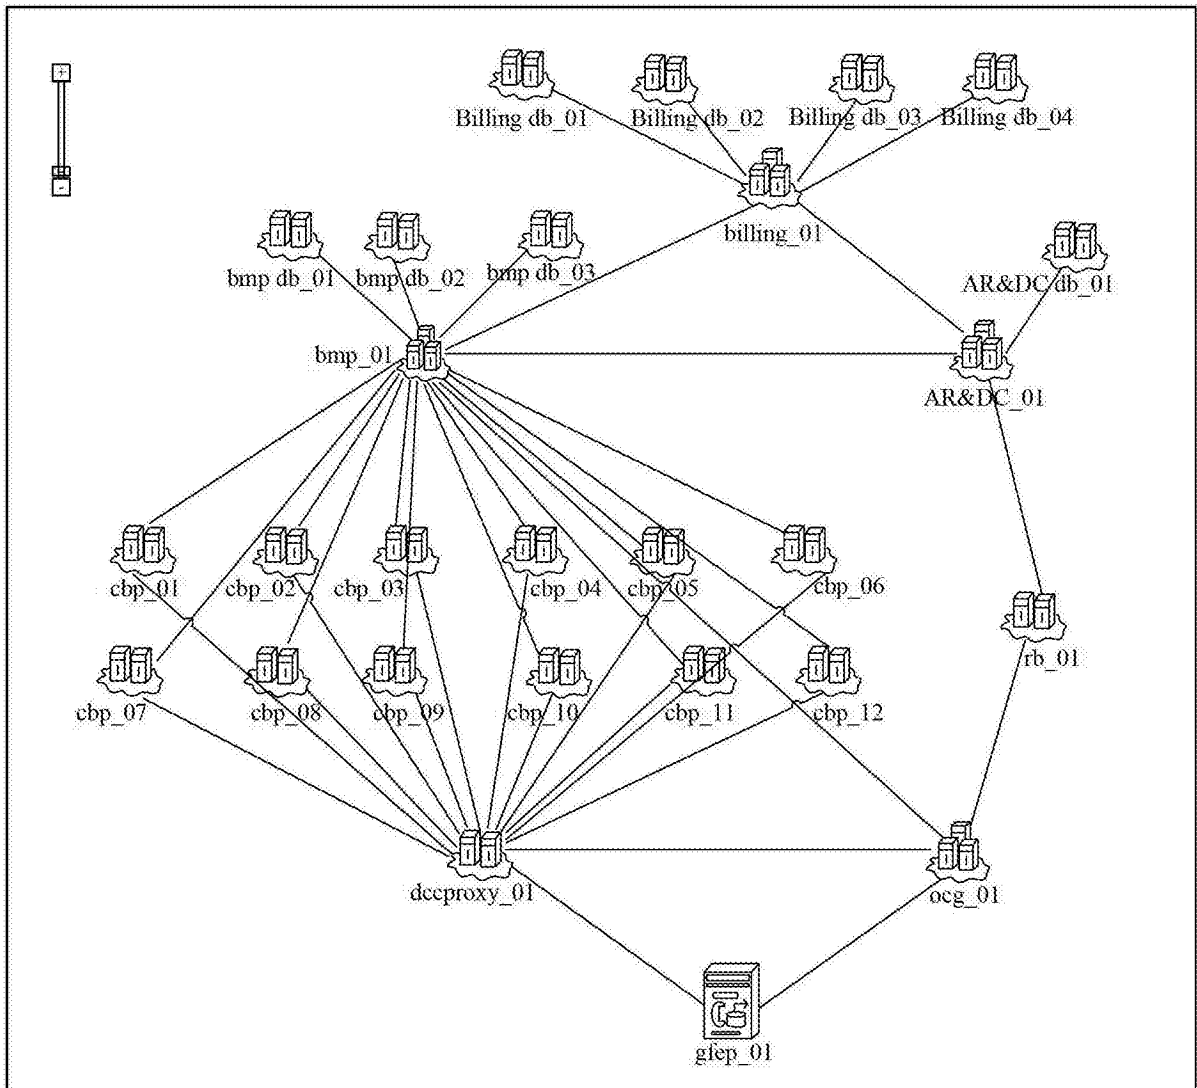 +
-
Billing db_01
Billing db_02
Billing db_03
Billing db_04
billing_01
bmp db_01
bmp db_02
bmp db_03
AR&DC db_01
bmp_01
AR&DC_01
cbp_01
cbp_02
cbp_03
cbp_04
cbp_05
cbp_06
rb_01
cbp_07
cbp_08
cbp_09
cbp_10
cbp_11
cbp_12
dccproxy_01
ocg_01
gfep_01